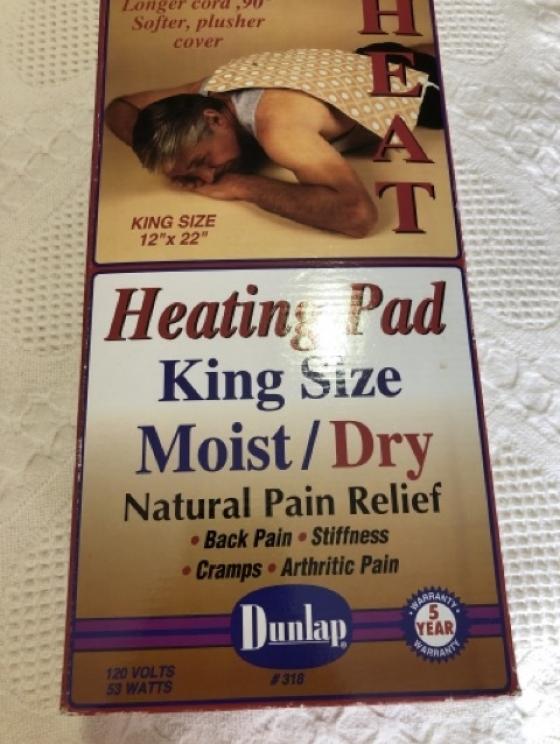 Longer cord ,90"
Softer, plusher
cover
HEAT
KING SIZE
12"x 22"
Heating Pad
King Size
Moist / Dry
Natural Pain Relief
• Back Pain • Stiffness
• Cramps • Arthritic Pain
Dunlap®
WARRANTY
5
YEAR
WARRANTY
120 VOLTS
53 WATTS
#318